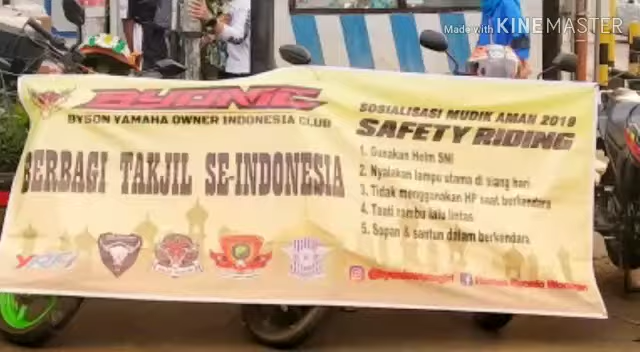 Made with KINEMASTER
BYONIC
BYSON YAMAHA OWNER INDONESIA CLUB
BERBAGI TAKJIL SE-INDONESIA
SOSIALISASI MUDIK AMAN 2019
SAFETY RIDING
1. Gunakan Helm SNI
2. Nyalakan lampu utama di siang hari
3. Tidak menggunakan HP saat berkendara
4. Taati rambu lalu lintas
5. Sopan & santun dalam berkendara